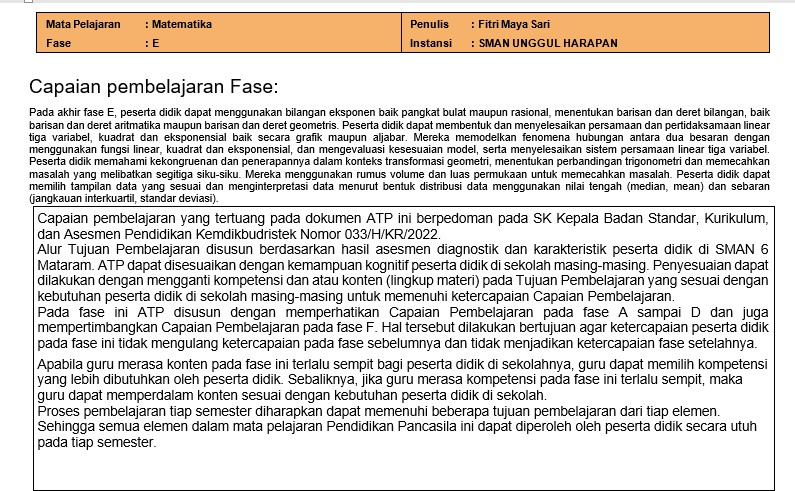 Mata Pelajaran : Matematika Penulis : Fitri Maya Sari
Fase : E Instansi : SMAN UNGGUL HARAPAN
Capaian pembelajaran Fase:
Pada akhir fase E, peserta didik dapat menggunakan bilangan eksponen baik pangkat bulat maupun rasional, menentukan barisan dan deret bilangan, baik
barisan dan deret aritmatika maupun barisan dan deret geometris. Peserta didik dapat membentuk dan menyelesaikan persamaan dan pertidaksamaan linear
tiga variabel, kuadrat dan eksponensial baik secara grafik maupun aljabar. Mereka memodelkan fenomena hubungan antara dua besaran dengan
menggunakan fungsi linear, kuadrat dan eksponensial, dan mengevaluasi kesesuaian model, serta menyelesaikan sistem persamaan linear tiga variabel.
Peserta didik memahami kekongruenan dan penerapannya dalam konteks transformasi geometri, menentukan perbandingan trigonometri dan memecahkan
masalah yang melibatkan segitiga siku-siku. Mereka menggunakan rumus volume dan luas permukaan untuk memecahkan masalah. Peserta didik dapat
memilih tampilan data yang sesuai dan menginterpretasi data menurut bentuk distribusi data menggunakan nilai tengah (median, mean) dan sebaran
(jangkauan interkuartil, standar deviasi).
Capaian pembelajaran yang tertuang pada dokumen ATP ini berpedoman pada SK Kepala Badan Standar, Kurikulum,
dan Asesmen Pendidikan Kemdikbudristek Nomor 033/H/KR/2022.
Alur Tujuan Pembelajaran disusun berdasarkan hasil asesmen diagnostik dan karakteristik peserta didik di SMAN 6
Mataram. ATP dapat disesuaikan dengan kemampuan kognitif peserta didik di sekolah masing-masing. Penyesuaian dapat
dilakukan dengan mengganti kompetensi dan atau konten (lingkup materi) pada Tujuan Pembelajaran yang sesuai dengan
kebutuhan peserta didik di sekolah masing-masing untuk memenuhi ketercapaian Capaian Pembelajaran.
Pada fase ini ATP disusun dengan memperhatikan Capaian Pembelajaran pada fase A sampai D dan juga
mempertimbangkan Capaian Pembelajaran pada fase F. Hal tersebut dilakukan bertujuan agar ketercapaian peserta didik
pada fase ini tidak mengulang ketercapaian pada fase sebelumnya dan tidak menjadikan ketercapaian fase setelahnya.
Apabila guru merasa konten pada fase ini terlalu sempit bagi peserta didik di sekolahnya, guru dapat memilih kompetensi
yang lebih dibutuhkan oleh peserta didik. Sebaliknya, jika guru merasa kompetensi pada fase ini terlalu sempit, maka
guru dapat memperdalam konten sesuai dengan kebutuhan peserta didik di sekolah.
Proses pembelajaran tiap semester diharapkan dapat memenuhi beberapa tujuan pembelajaran dari tiap elemen.
Sehingga semua elemen dalam mata pelajaran Pendidikan Pancasila ini dapat diperoleh oleh peserta didik secara utuh
pada tiap semester.